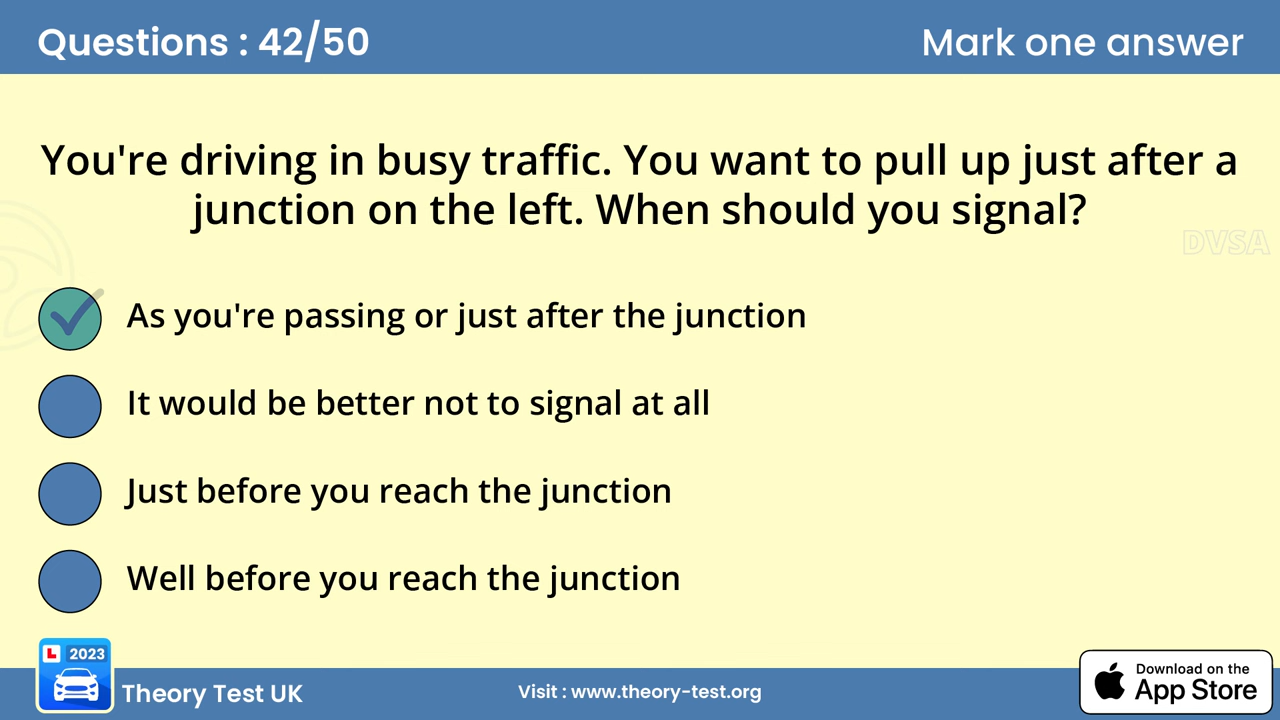 Questions : 42/50
Mark one answer
You're driving in busy traffic. You want to pull up just after a
junction on the left. When should you signal?
DVSA
As you're passing or just after the junction
It would be better not to signal at all
Just before you reach the junction
Well before you reach the junction
L 2023
Theory Test UK
Visit : www.theory-test.org
Download on the
App Store